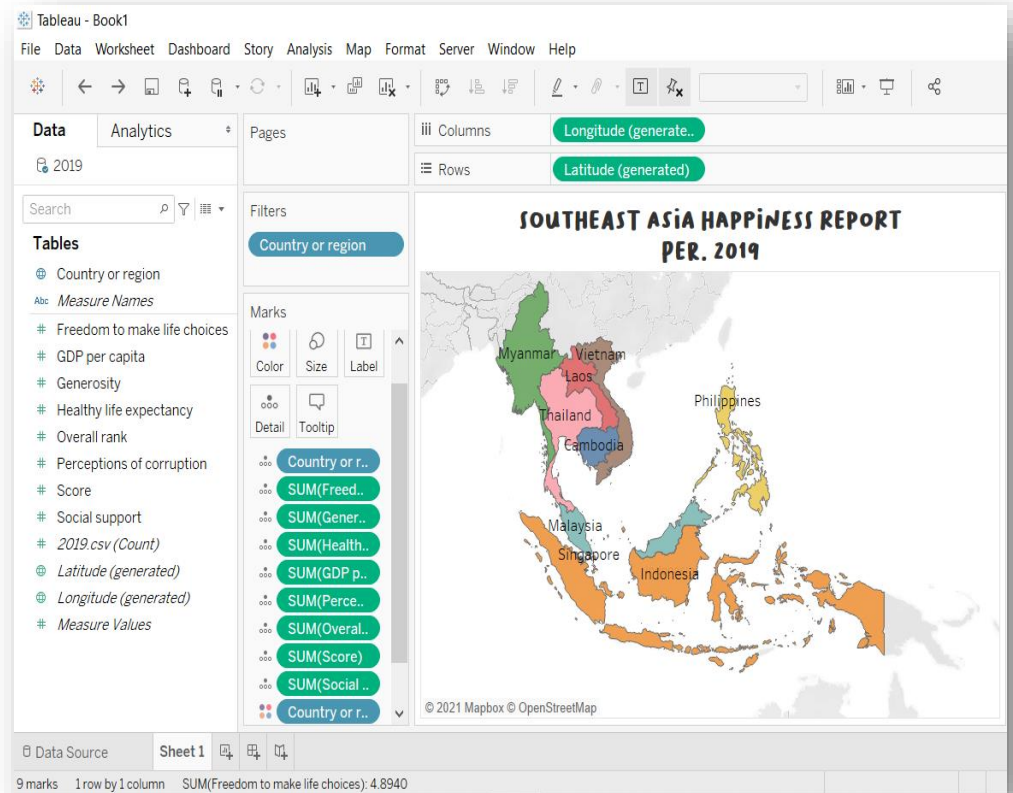 Tableau - Book1
File Data Worksheet Dashboard Story Analysis Map Format Server Window Help
Data Analytics
2019
Search
Tables
Country or region
Abc Measure Names
Freedom to make life choices
GDP per capita
Generosity
Healthy life expectancy
Overall rank
Perceptions of corruption
Score
Social support
2019.csv (Count)
Latitude (generated)
Longitude (generated)
Measure Values
Pages
Filters
Country or region
Marks
Color Size Label
Detail Tooltip
Country or r..
SUM(Freed..
SUM(Gener..
SUM(Health..
SUM(GDP p..
SUM(Perce..
SUM(Overal..
SUM(Score)
SUM(Social ..
Country or r..
iii Columns Longitude (generate..
Rows Latitude (generated)
SOUTHEAST ASiA HAPPiNESS REPORT
PER. 2019
Myanmar
Vietnam
Laos
Thailand
Cambodia
Philippines
Malaysia
Singapore
Indonesia
© 2021 Mapbox © OpenStreetMap
Data Source Sheet 1
9 marks 1 row by 1 column SUM(Freedom to make life choices): 4.8940